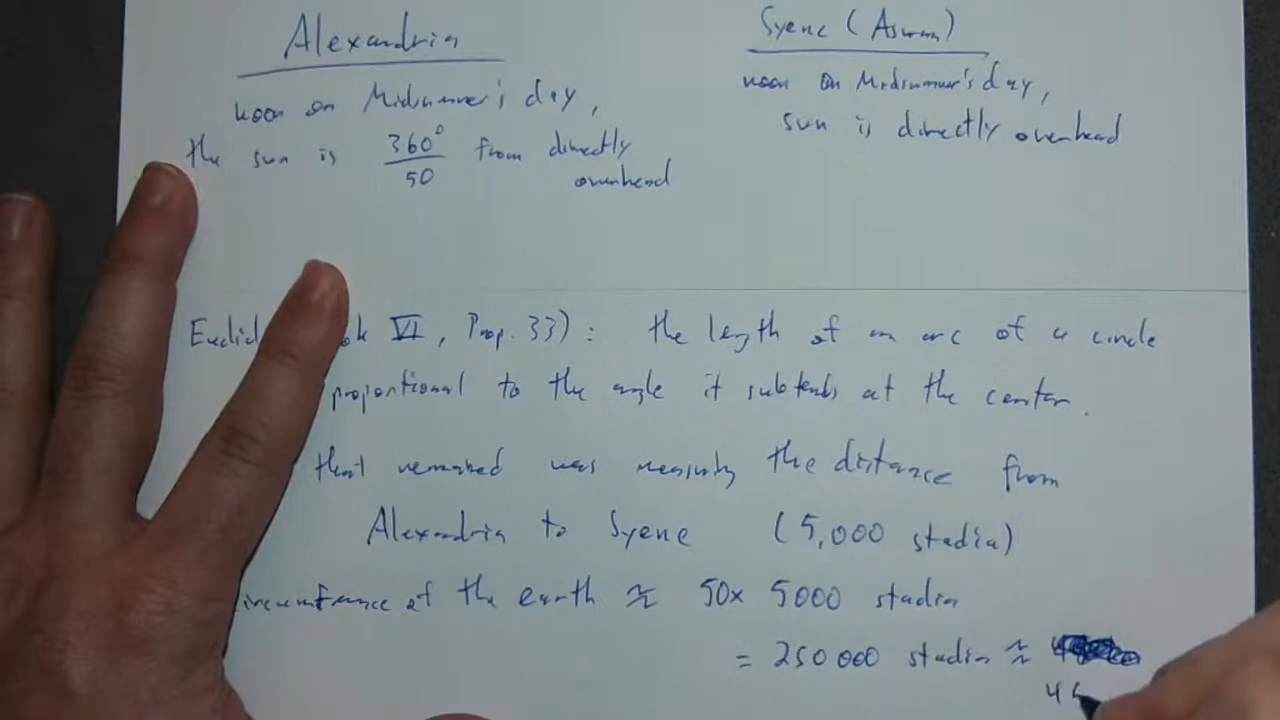 Alexandria
noon on Midsummer's day,
the sun is 360°/50 from directly
overhead
Syene (Aswan)
noon on Midsummer's day,
sun is directly overhead
Euclid VI, Prop. 33): the length of an arc of a circle
proportional to the angle it subtends at the center.
that remained was measuring the distance from
Alexandria to Syene (5,000 stadia)
circumference of the earth ≈ 50× 5000 stadia
= 250 000 stadia ≈